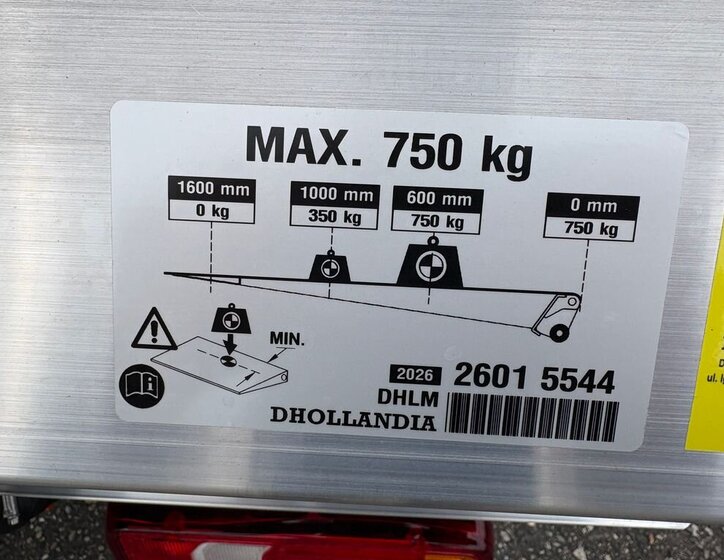 MAX. 750 kg
1600 mm
0 kg
1000 mm
350 kg
600 mm
750 kg
0 mm
750 kg
MIN.
2026 2601 5544
DHLM
DHOLLANDIA